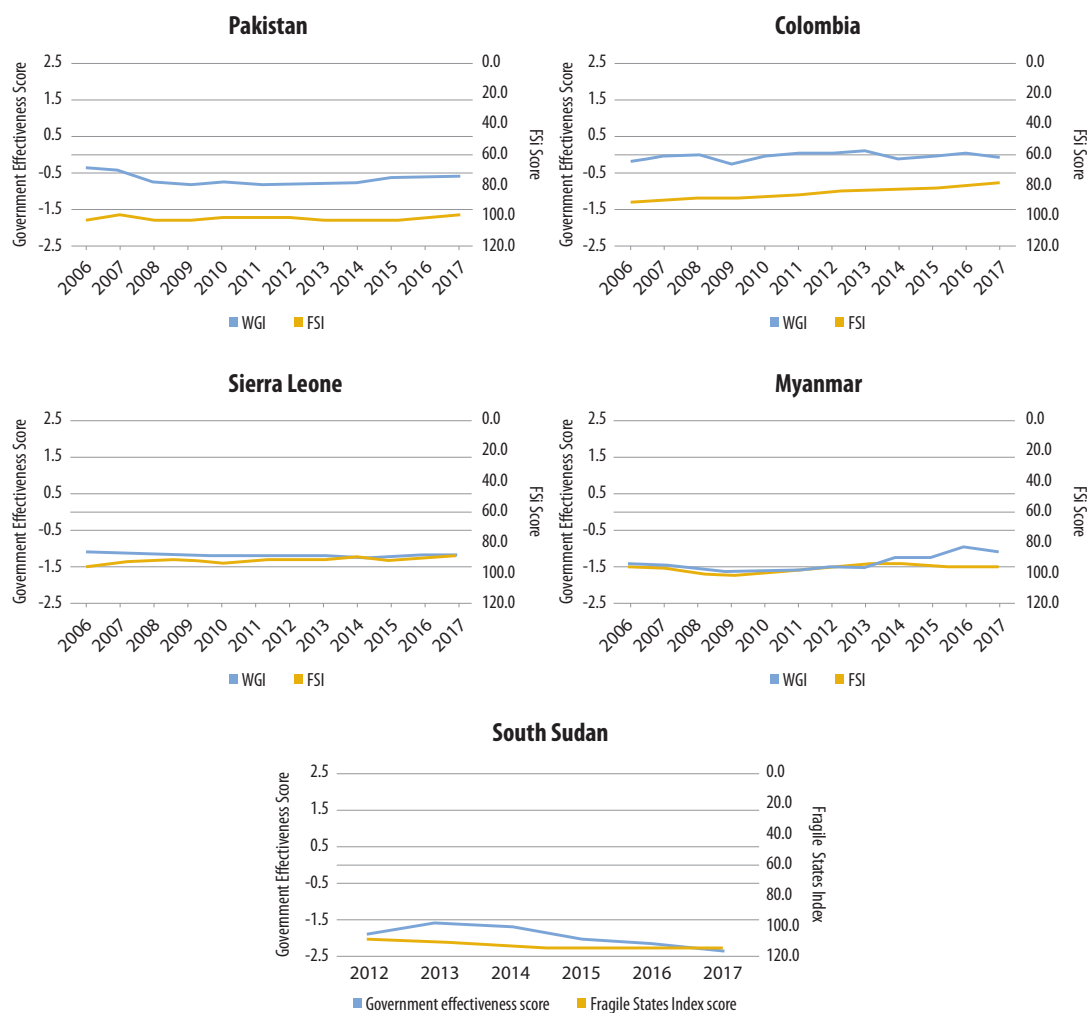 Pakistan
Government Effectiveness Score
2.5
1.5
0.5
-0.5
-1.5
-2.5
0.0
20.0
40.0
60.0
80.0
100.0
120.0
FSi Score
2006 2007 2008 2009 2010 2011 2012 2013 2014 2015 2016 2017
WGI FSI
Colombia
Government Effectiveness Score
2.5
1.5
0.5
-0.5
-1.5
-2.5
0.0
20.0
40.0
60.0
80.0
100.0
120.0
FSi Score
2006 2007 2008 2009 2010 2011 2012 2013 2014 2015 2016 2017
WGI FSI
Sierra Leone
Government Effectiveness Score
2.5
1.5
0.5
-0.5
-1.5
-2.5
0.0
20.0
40.0
60.0
80.0
100.0
120.0
FSi Score
2006 2007 2008 2009 2010 2011 2012 2013 2014 2015 2016 2017
WGI FSI
Myanmar
Government Effectiveness Score
2.5
1.5
0.5
-0.5
-1.5
-2.5
0.0
20.0
40.0
60.0
80.0
100.0
120.0
FSi Score
2006 2007 2008 2009 2010 2011 2012 2013 2014 2015 2016 2017
WGI FSI
South Sudan
Government Effectiveness Score
2.5
1.5
0.5
-0.5
-1.5
-2.5
0.0
20.0
40.0
60.0
80.0
100.0
120.0
Fragile States Index
2012 2013 2014 2015 2016 2017
Government effectiveness score Fragile States Index score